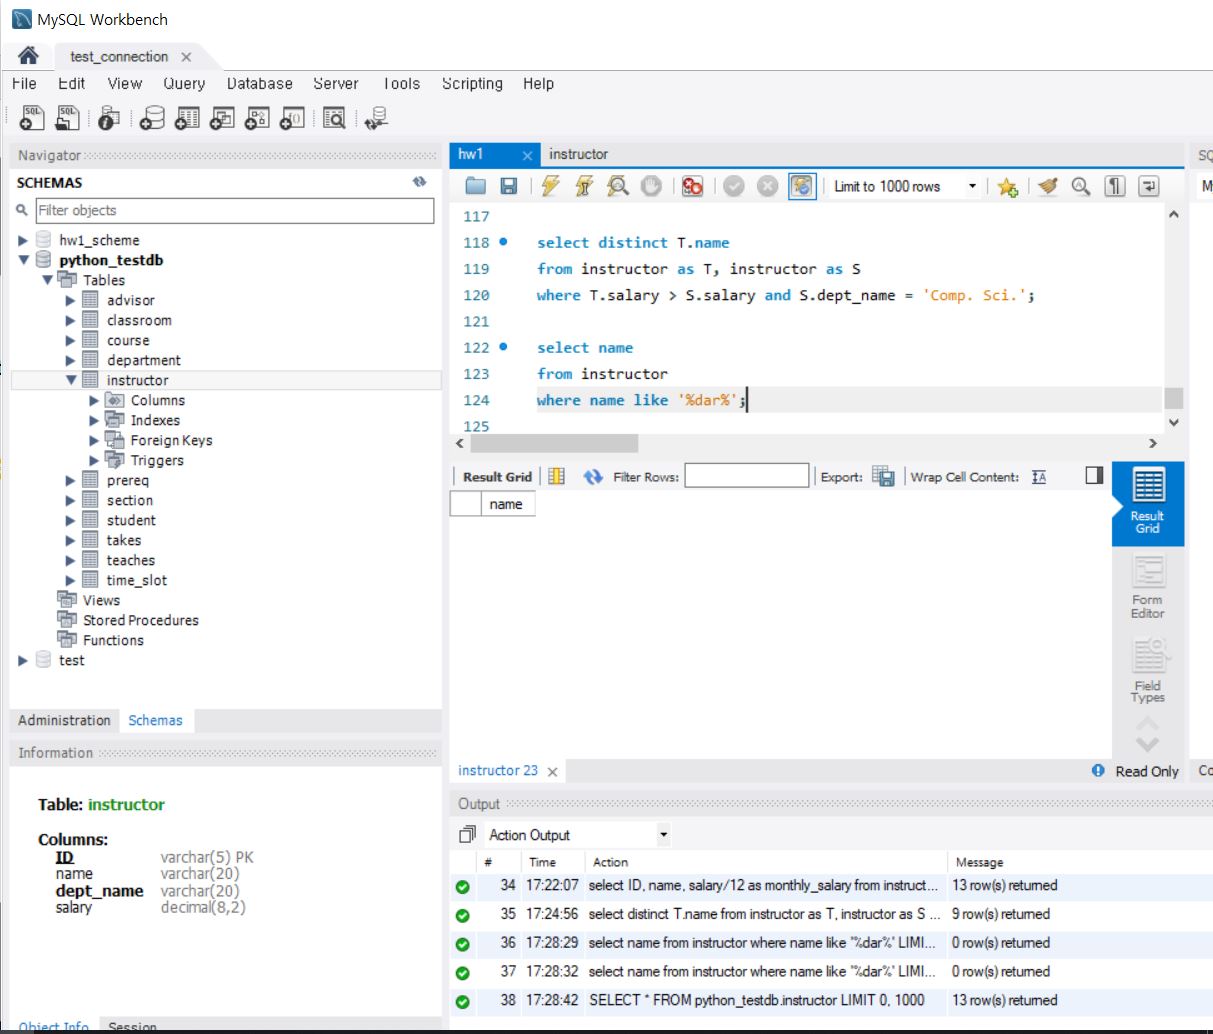 MySQL Workbench
test_connection
File Edit View Query Database Server Tools Scripting Help
Navigator
SCHEMAS
Filter objects
hw1_scheme
python_testdb
Tables
advisor
classroom
course
department
instructor
Columns
Indexes
Foreign Keys
Triggers
prereq
section
student
takes
teaches
time_slot
Views
Stored Procedures
Functions
test
Administration Schemas
Information
Table: instructor
Columns:
ID varchar(5) PK
name varchar(20)
dept_name varchar(20)
salary decimal(8,2)
Object Info Session
hw1 instructor
Limit to 1000 rows
117
118 select distinct T.name
119 from instructor as T, instructor as S
120 where T.salary > S.salary and S.dept_name = 'Comp. Sci.';
121
122 select name
123 from instructor
124 where name like '%dar%';
125
Result Grid Filter Rows: Export: Wrap Cell Content:
name
Result
Grid
Form
Editor
Field
Types
instructor 23 Read Only
Output
Action Output
# Time Action Message
34 17:22:07 select ID, name, salary/12 as monthly_salary from instruct... 13 row(s) returned
35 17:24:56 select distinct T.name from instructor as T, instructor as S ... 9 row(s) returned
36 17:28:29 select name from instructor where name like '%dar%' LIMI... 0 row(s) returned
37 17:28:32 select name from instructor where name like '%dar%' LIMI... 0 row(s) returned
38 17:28:42 SELECT * FROM python_testdb.instructor LIMIT 0, 1000 13 row(s) returned